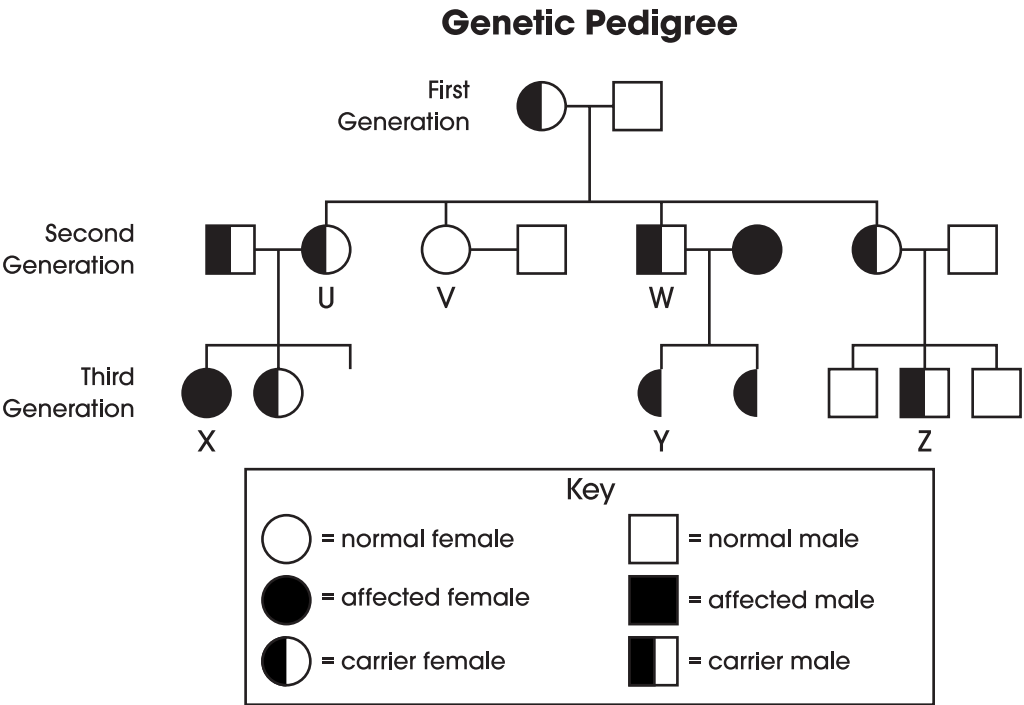 Genetic Pedigree
First
Generation
Second
Generation
U
V
W
Third
Generation
X
Y
Z
Key
= normal female
= normal male
= affected female
= affected male
= carrier female
= carrier male